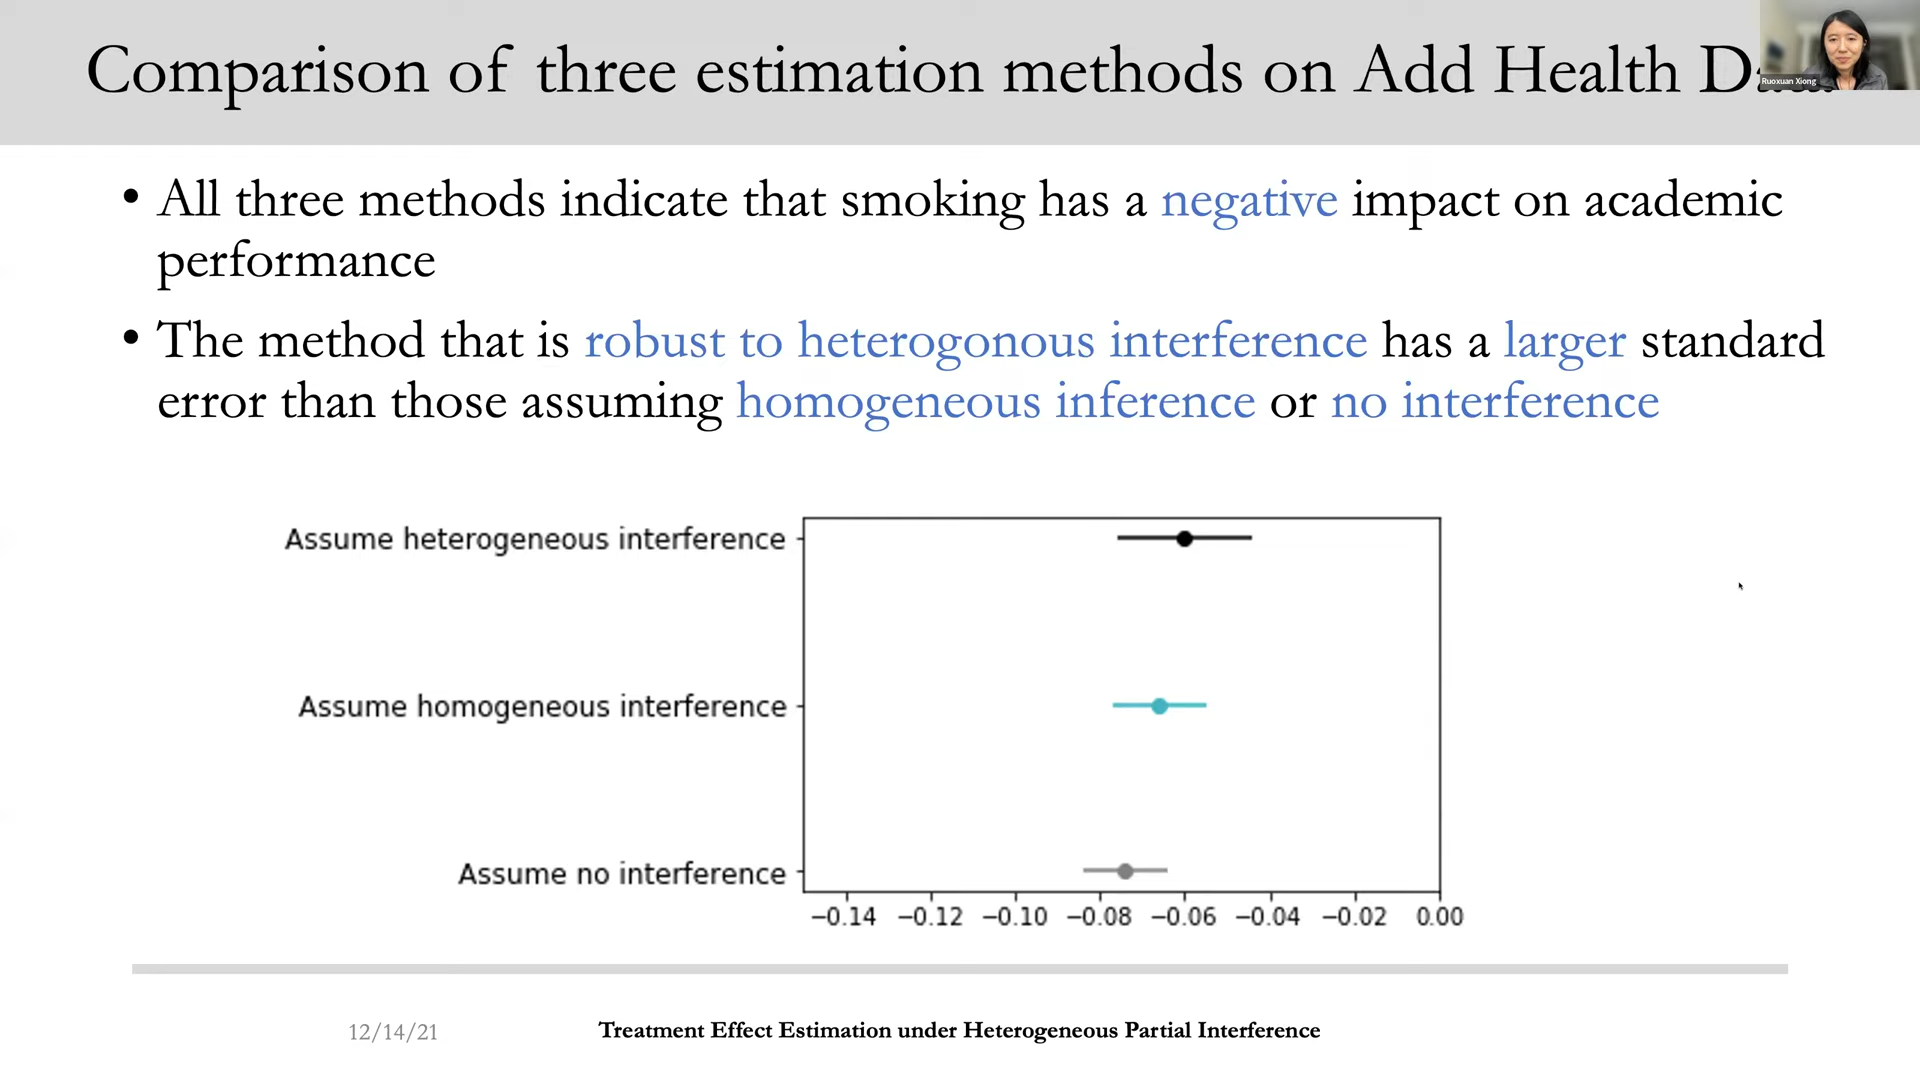 Comparison of three estimation methods on Add Health
Ruoxuan Xiong
• All three methods indicate that smoking has a negative impact on academic
performance
• The method that is robust to heterogonous interference has a larger standard
error than those assuming homogeneous inference or no interference
Assume heterogeneous interference
Assume homogeneous interference
Assume no interference
−0.14 −0.12 −0.10 −0.08 −0.06 −0.04 −0.02 0.00
12/14/21
Treatment Effect Estimation under Heterogeneous Partial Interference